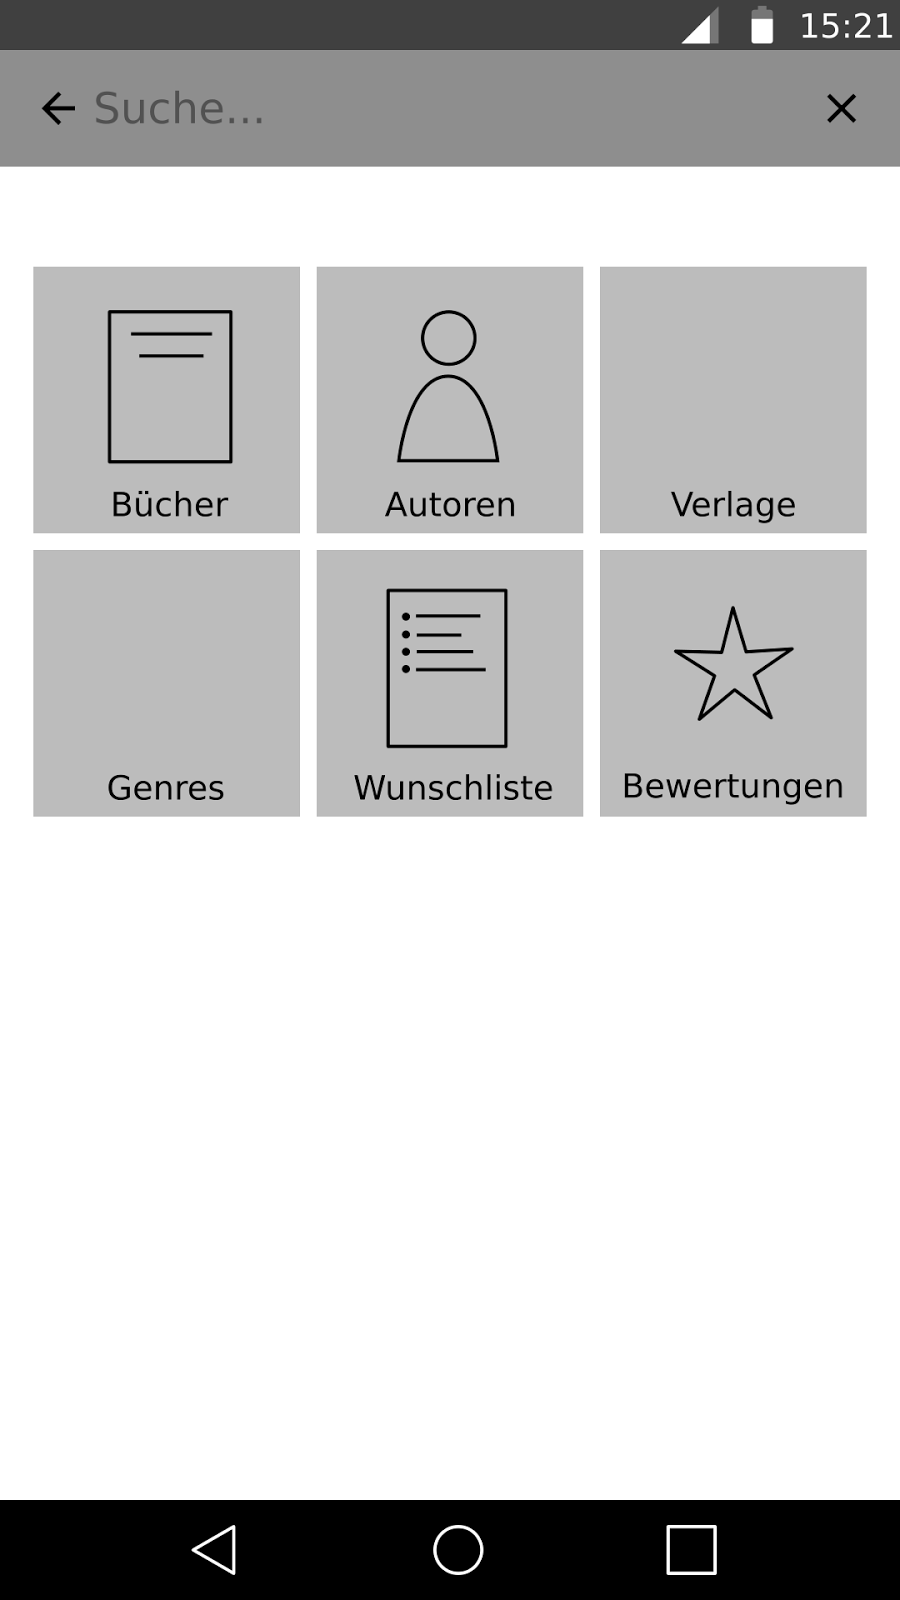 15:21
Suche...
Bücher
Autoren
Verlage
Genres
Wunschliste
Bewertungen